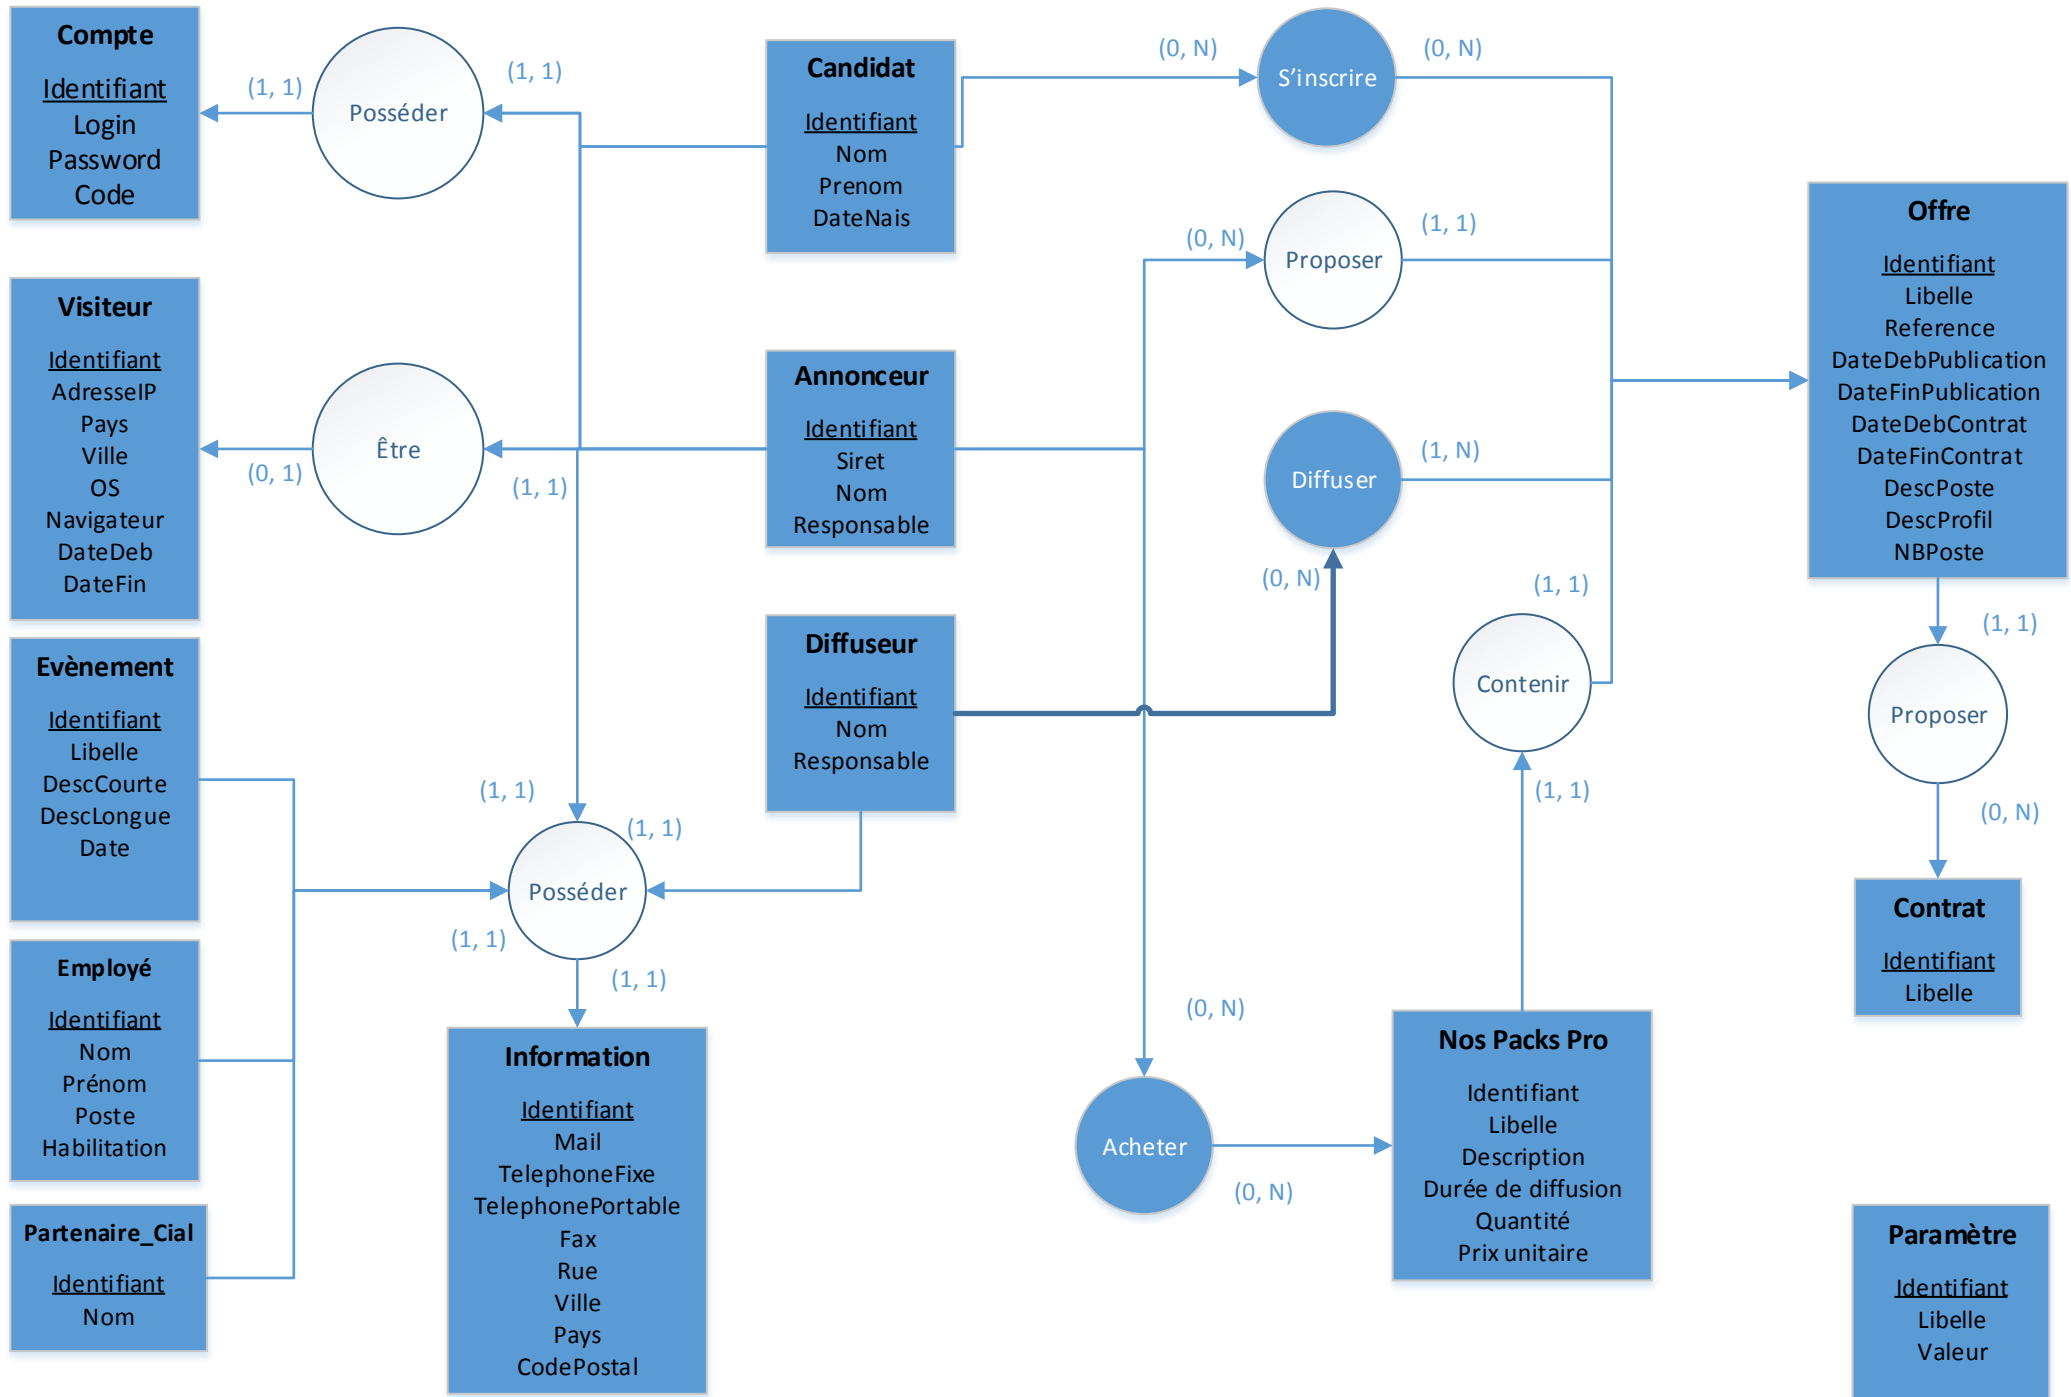 Compte
Identifiant
Login
Password
Code
(1, 1)
Posséder
(1, 1)
Candidat
Identifiant
Nom
Prenom
DateNais
(0, N)
S'inscrire
(0, N)
Visiteur
Identifiant
AdresseIP
Pays
Ville
OS
Navigateur
DateDeb
DateFin
(0, 1)
Être
(1, 1)
Annonceur
Identifiant
Siret
Nom
Responsable
(0, N)
Proposer
(1, 1)
Diffuser
(1, N)
(0, N)
Offre
Identifiant
Libelle
Reference
DateDebPublication
DateFinPublication
DateDebContrat
DateFinContrat
DescPoste
DescProfil
NBPoste
(1, 1)
Proposer
(0, N)
Contrat
Identifiant
Libelle
Evènement
Identifiant
Libelle
DescCourte
DescLongue
Date
Diffuseur
Identifiant
Nom
Responsable
(1, 1)
Contenir
(1, 1)
(1, 1)
(1, 1)
Posséder
(1, 1)
(1, 1)
Employé
Identifiant
Nom
Prénom
Poste
Habilitation
Partenaire_Cial
Identifiant
Nom
Information
Identifiant
Mail
TelephoneFixe
TelephonePortable
Fax
Rue
Ville
Pays
CodePostal
(0, N)
Acheter
(0, N)
Nos Packs Pro
Identifiant
Libelle
Description
Durée de diffusion
Quantité
Prix unitaire
Paramètre
Identifiant
Libelle
Valeur